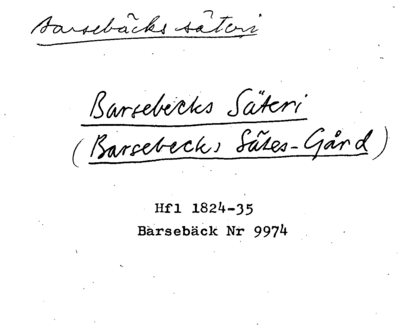 Barsebäcks säteri
Barsebecks Säteri
(Barsebecks Sätes-Gård)
Hfl 1824-35
Barsebäck Nr 9974